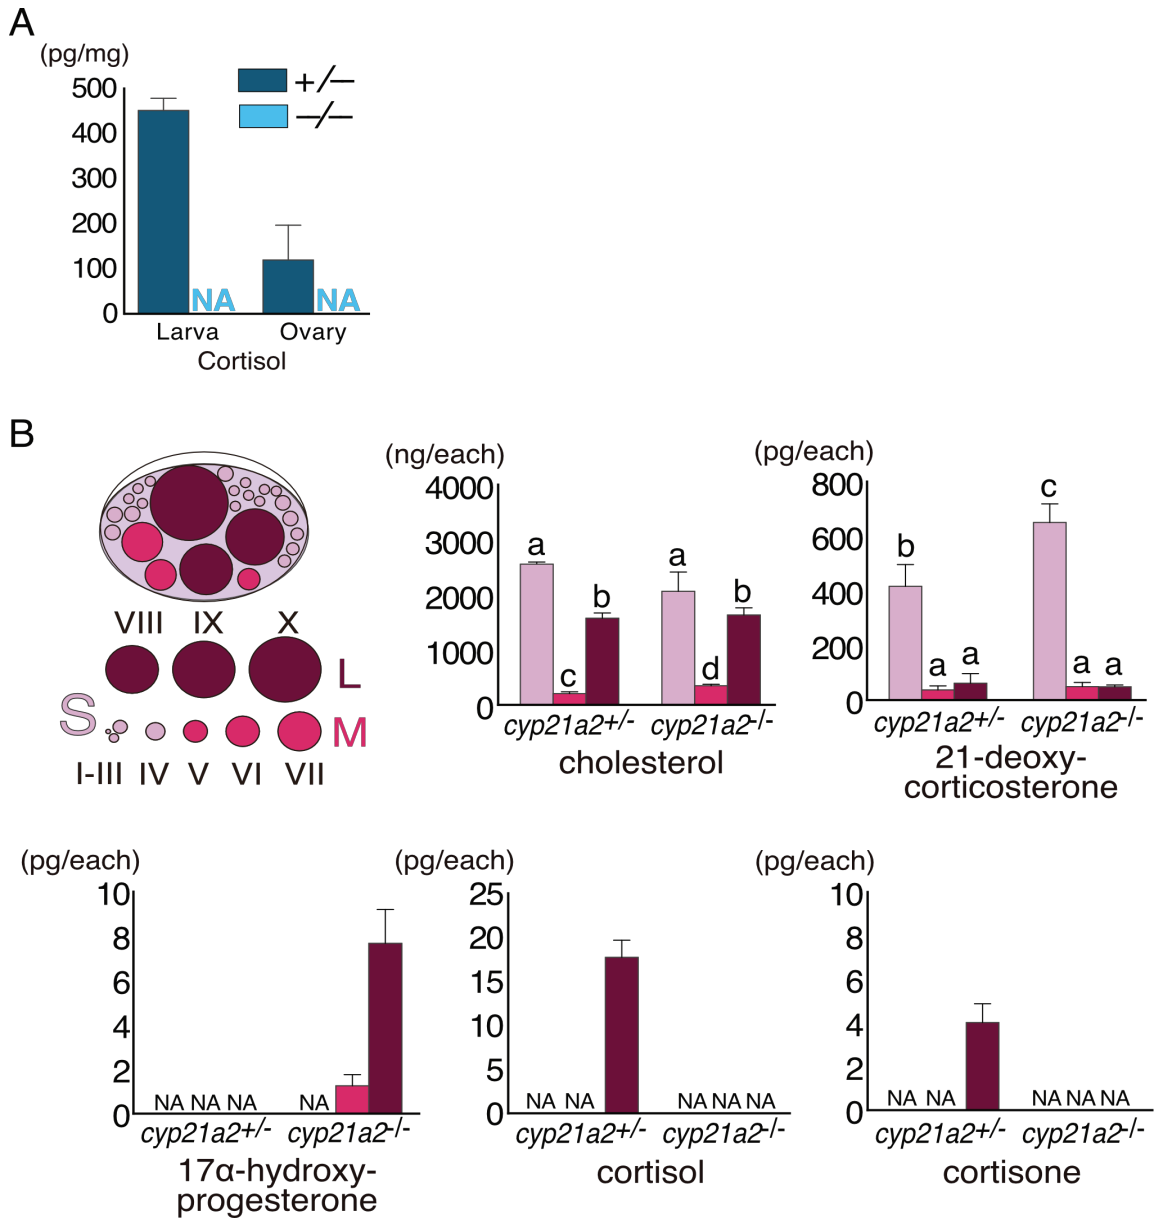 A
(pg/mg)
500
400
300
200
100
0
+/−
−/−
NA
NA
Larva
Ovary
Cortisol
B
VIII IX X
L
S
M
I-III IV V VI VII
(ng/each)
4000
3000
2000
1000
0
a
c
b
a
d
b
cyp21a2+/-
cyp21a2-/-
cholesterol
(pg/each)
800
600
400
200
0
b
a
a
c
a
a
cyp21a2+/-
cyp21a2-/-
21-deoxy-
corticosterone
(pg/each)
10
8
6
4
2
0
NA NA NA
NA
cyp21a2+/-
cyp21a2-/-
17α-hydroxy-
progesterone
(pg/each)
25
20
15
10
5
0
NA NA
NA NA NA
cyp21a2+/-
cyp21a2-/-
cortisol
(pg/each)
10
8
6
4
2
0
NA NA
NA NA NA
cyp21a2+/-
cyp21a2-/-
cortisone